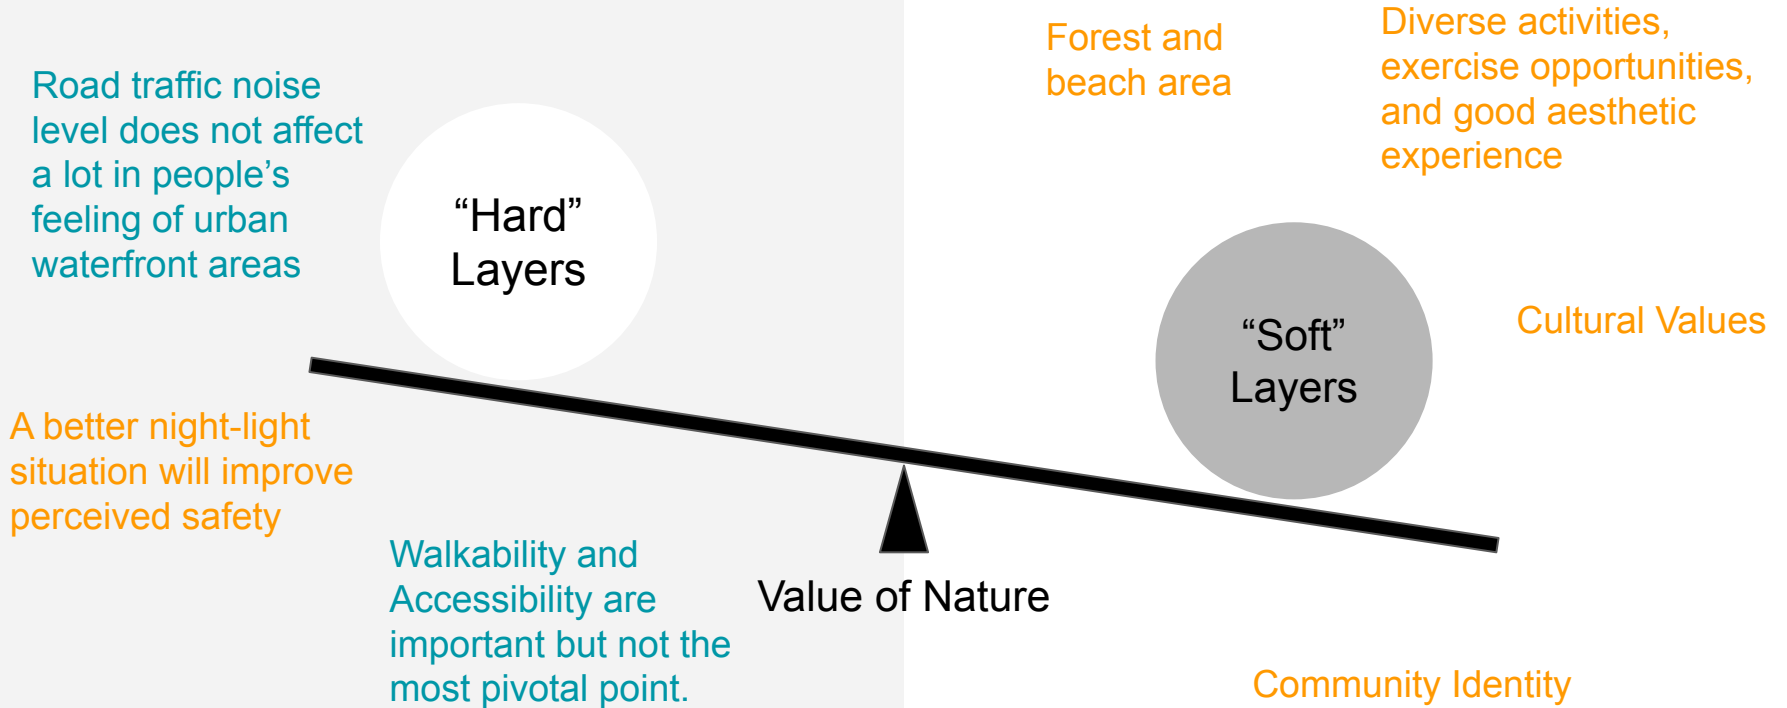 Road traffic noise
level does not affect
a lot in people’s
feeling of urban
waterfront areas
“Hard”
Layers
A better night-light
situation will improve
perceived safety
Walkability and
Accessibility are
important but not the
most pivotal point.
Value of Nature
Forest and
beach area
Diverse activities,
exercise opportunities,
and good aesthetic
experience
“Soft”
Layers
Cultural Values
Community Identity